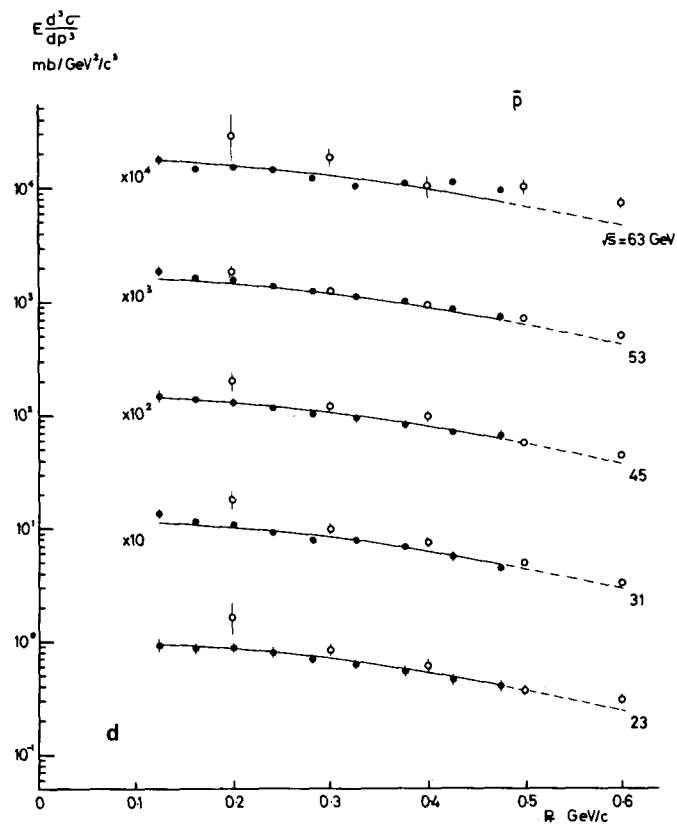 E d³σ
dp³
mb/GeV²/c³
p̄
x10⁴
10⁴
√s = 63 GeV
x10³
10³
53
x10²
10²
45
x10
10¹
31
10⁰
23
10⁻¹
d
0 0·1 0·2 0·3 0·4 0·5 0·6
GeV/c